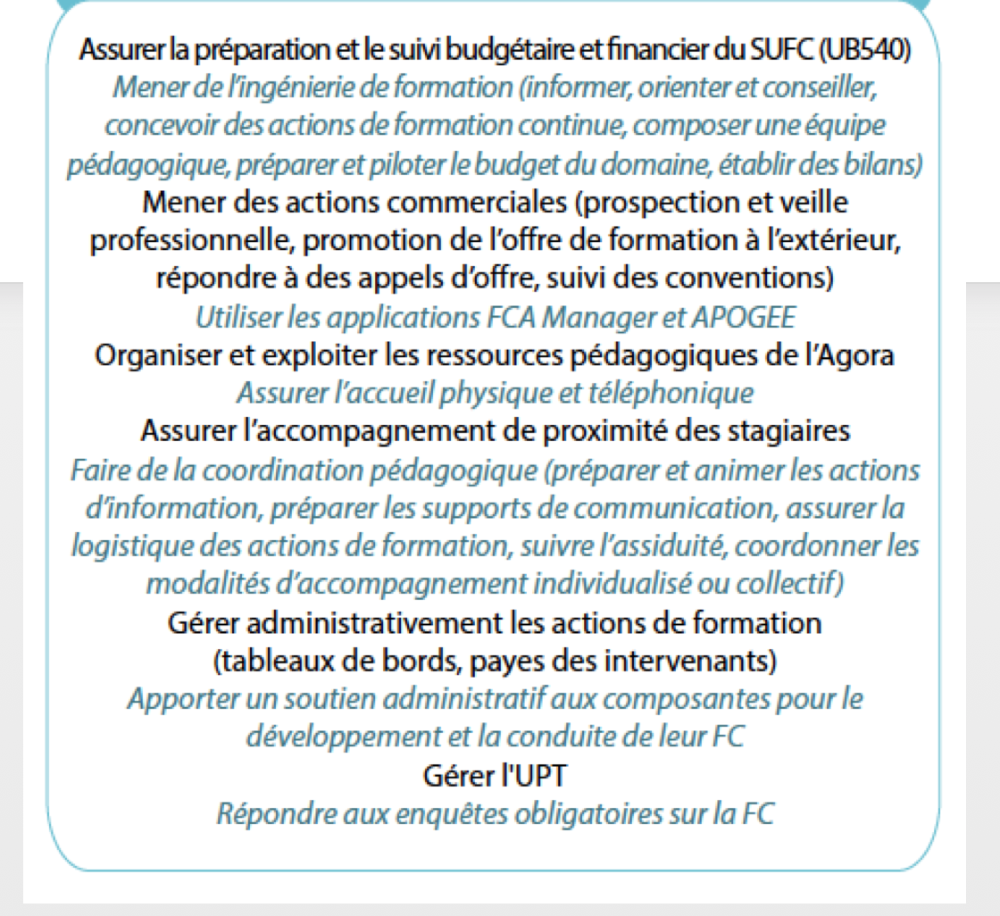 Assurer la préparation et le suivi budgétaire et financier du SUFC (UB540)
Mener de l'ingénierie de formation (informer, orienter et conseiller,
concevoir des actions de formation continue, composer une équipe
pédagogique, préparer et piloter le budget du domaine, établir des bilans)
Mener des actions commerciales (prospection et veille
professionnelle, promotion de l'offre de formation à l'extérieur,
répondre à des appels d'offre, suivi des conventions)
Utiliser les applications FCA Manager et APOGEE
Organiser et exploiter les ressources pédagogiques de l'Agora
Assurer l'accueil physique et téléphonique
Assurer l'accompagnement de proximité des stagiaires
Faire de la coordination pédagogique (préparer et animer les actions
d'information, préparer les supports de communication, assurer la
logistique des actions de formation, suivre l'assiduité, coordonner les
modalités d'accompagnement individualisé ou collectif)
Gérer administrativement les actions de formation
(tableaux de bords, payes des intervenants)
Apporter un soutien administratif aux composantes pour le
développement et la conduite de leur FC
Gérer l'UPT
Répondre aux enquêtes obligatoires sur la FC